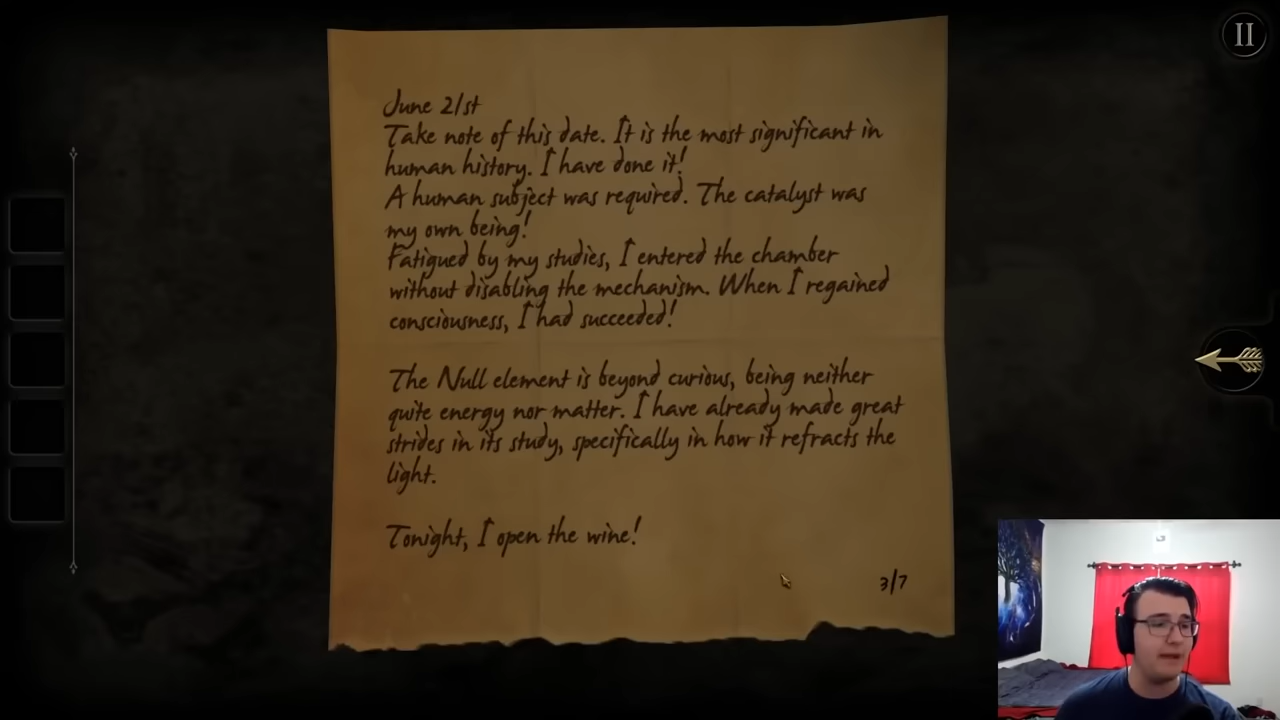 June 21st
Take note of this date. It is the most significant in
human history. I have done it!
A human subject was required. The catalyst was
my own being!
Fatigued by my studies, I entered the chamber
without disabling the mechanism. When I regained
consciousness, I had succeeded!
The Null element is beyond curious, being neither
quite energy nor matter. I have already made great
strides in its study, specifically in how it refracts the
light.
Tonight, I open the wine!
3/7
II